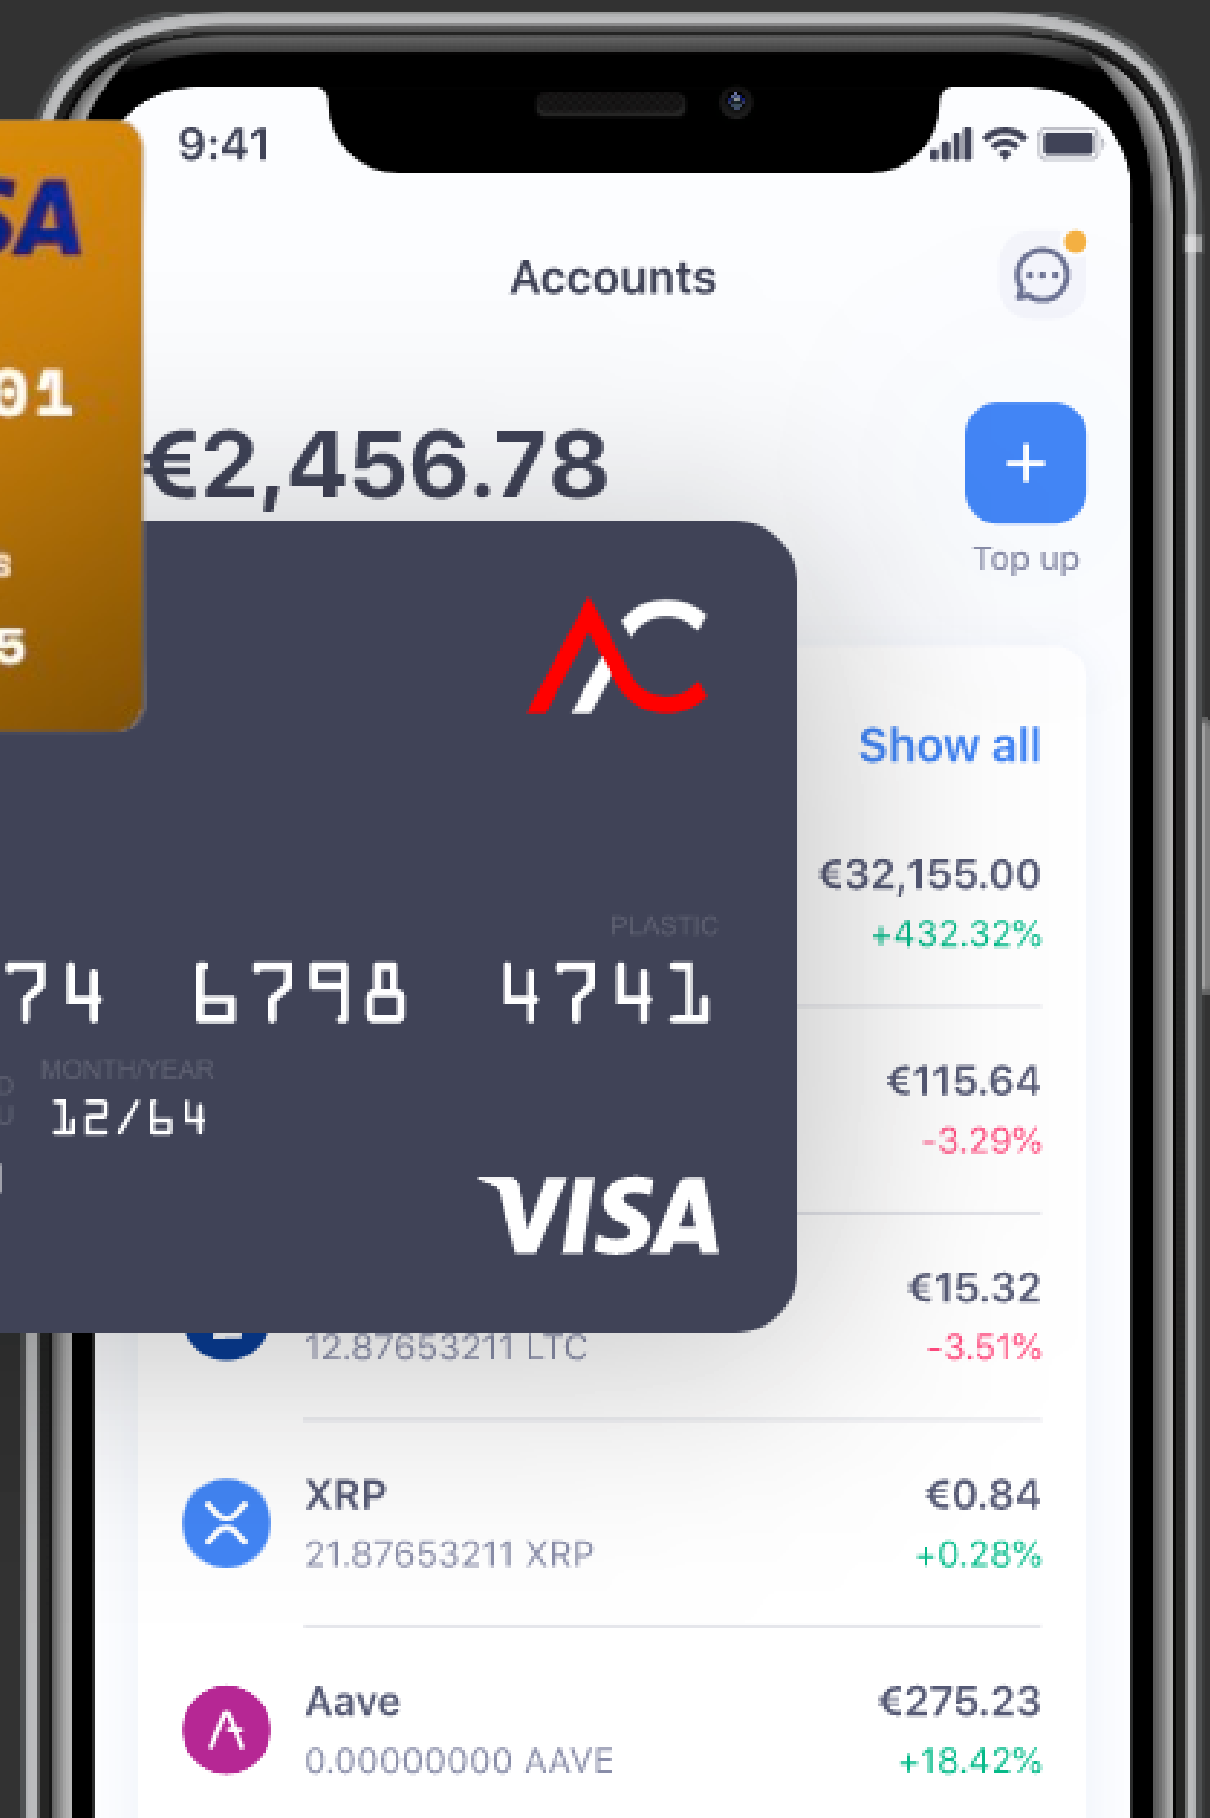 9:41
SA
Accounts
01
€2,456.78
Top up
s
5
AC
Show all
€32,155.00
+432.32%
PLASTIC
74 6798 4741
€115.64
MONTH/YEAR
D
U
12/64
-3.29%
VISA
€15.32
12.87653211 LTC
-3.51%
XRP
€0.84
21.87653211 XRP
+0.28%
Aave
€275.23
0.00000000 AAVE
+18.42%